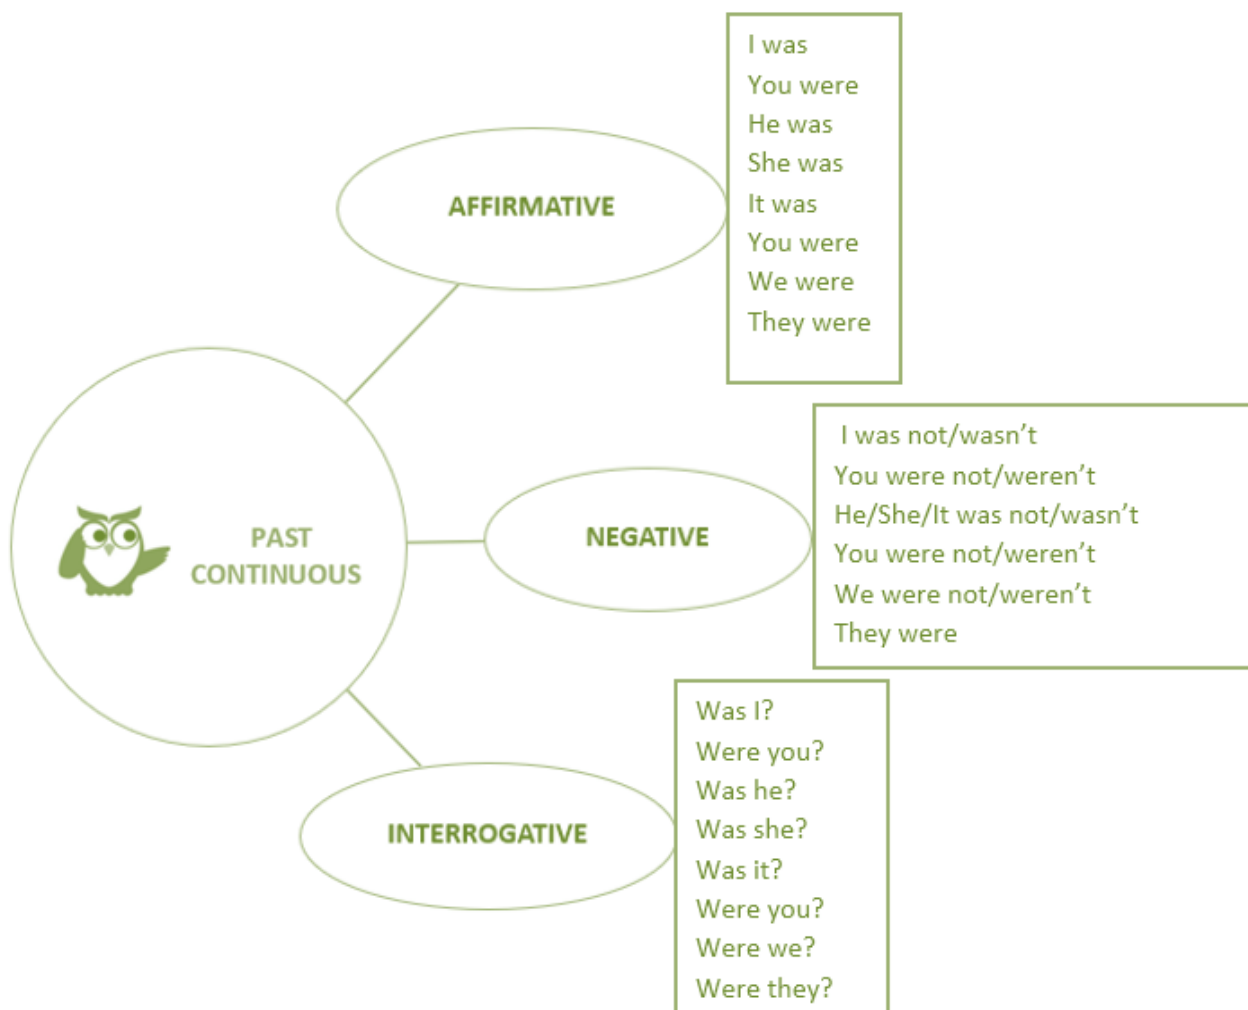 PAST
CONTINUOUS
AFFIRMATIVE
I was
You were
He was
She was
It was
You were
We were
They were
NEGATIVE
I was not/wasn’t
You were not/weren’t
He/She/It was not/wasn’t
You were not/weren’t
We were not/weren’t
They were
INTERROGATIVE
Was I?
Were you?
Was he?
Was she?
Was it?
Were you?
Were we?
Were they?